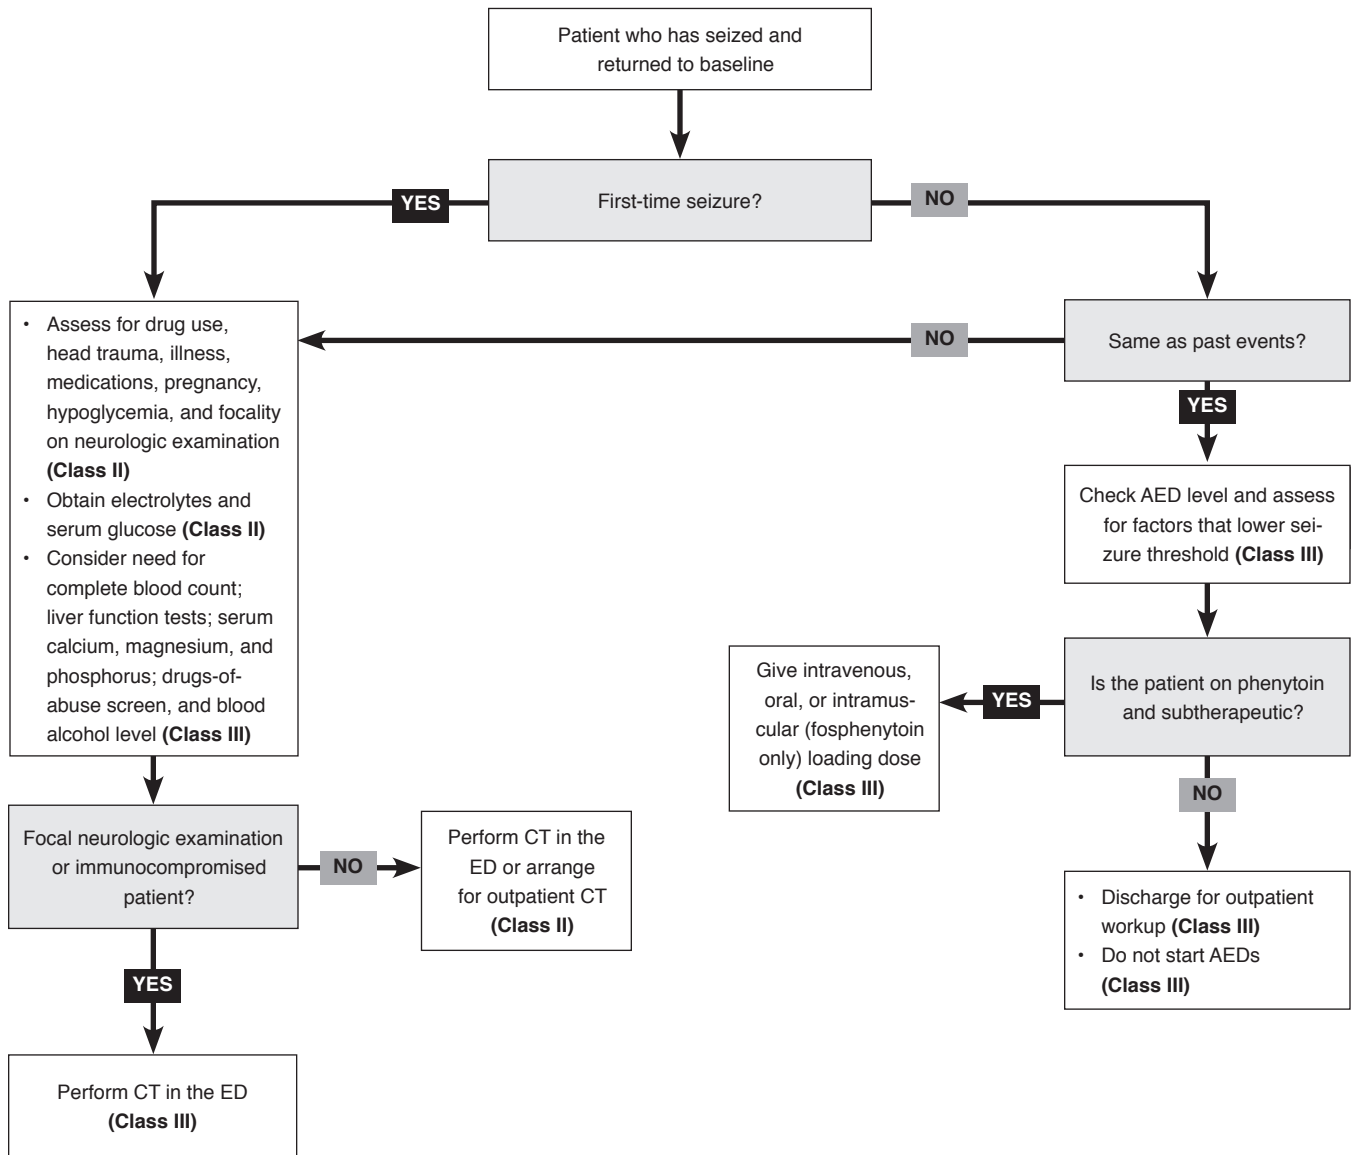 Patient who has seized and
returned to baseline
First-time seizure?
YES
NO
• Assess for drug use,
head trauma, illness,
medications, pregnancy,
hypoglycemia, and focality
on neurologic examination
(Class II)
• Obtain electrolytes and
serum glucose (Class II)
• Consider need for
complete blood count;
liver function tests; serum
calcium, magnesium, and
phosphorus; drugs-of-
abuse screen, and blood
alcohol level (Class III)
NO
Same as past events?
YES
Check AED level and assess
for factors that lower sei-
zure threshold (Class III)
Is the patient on phenytoin
and subtherapeutic?
YES
Give intravenous,
oral, or intramus-
cular (fosphenytoin
only) loading dose
(Class III)
NO
• Discharge for outpatient
workup (Class III)
• Do not start AEDs
(Class III)
Focal neurologic examination
or immunocompromised
patient?
NO
Perform CT in the
ED or arrange
for outpatient CT
(Class II)
YES
Perform CT in the ED
(Class III)